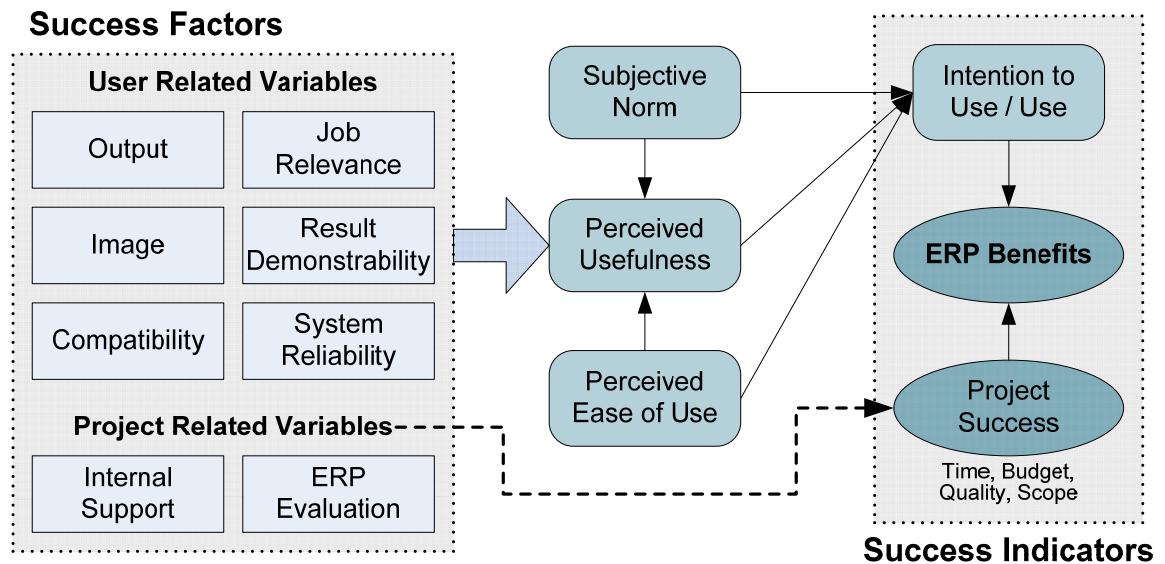 Success Factors
User Related Variables
Output
Job
Relevance
Image
Result
Demonstrability
Compatibility
System
Reliability
Project Related Variables
Internal
Support
ERP
Evaluation
Subjective
Norm
Perceived
Usefulness
Perceived
Ease of Use
Intention to
Use / Use
ERP Benefits
Project
Success
Time, Budget,
Quality, Scope
Success Indicators